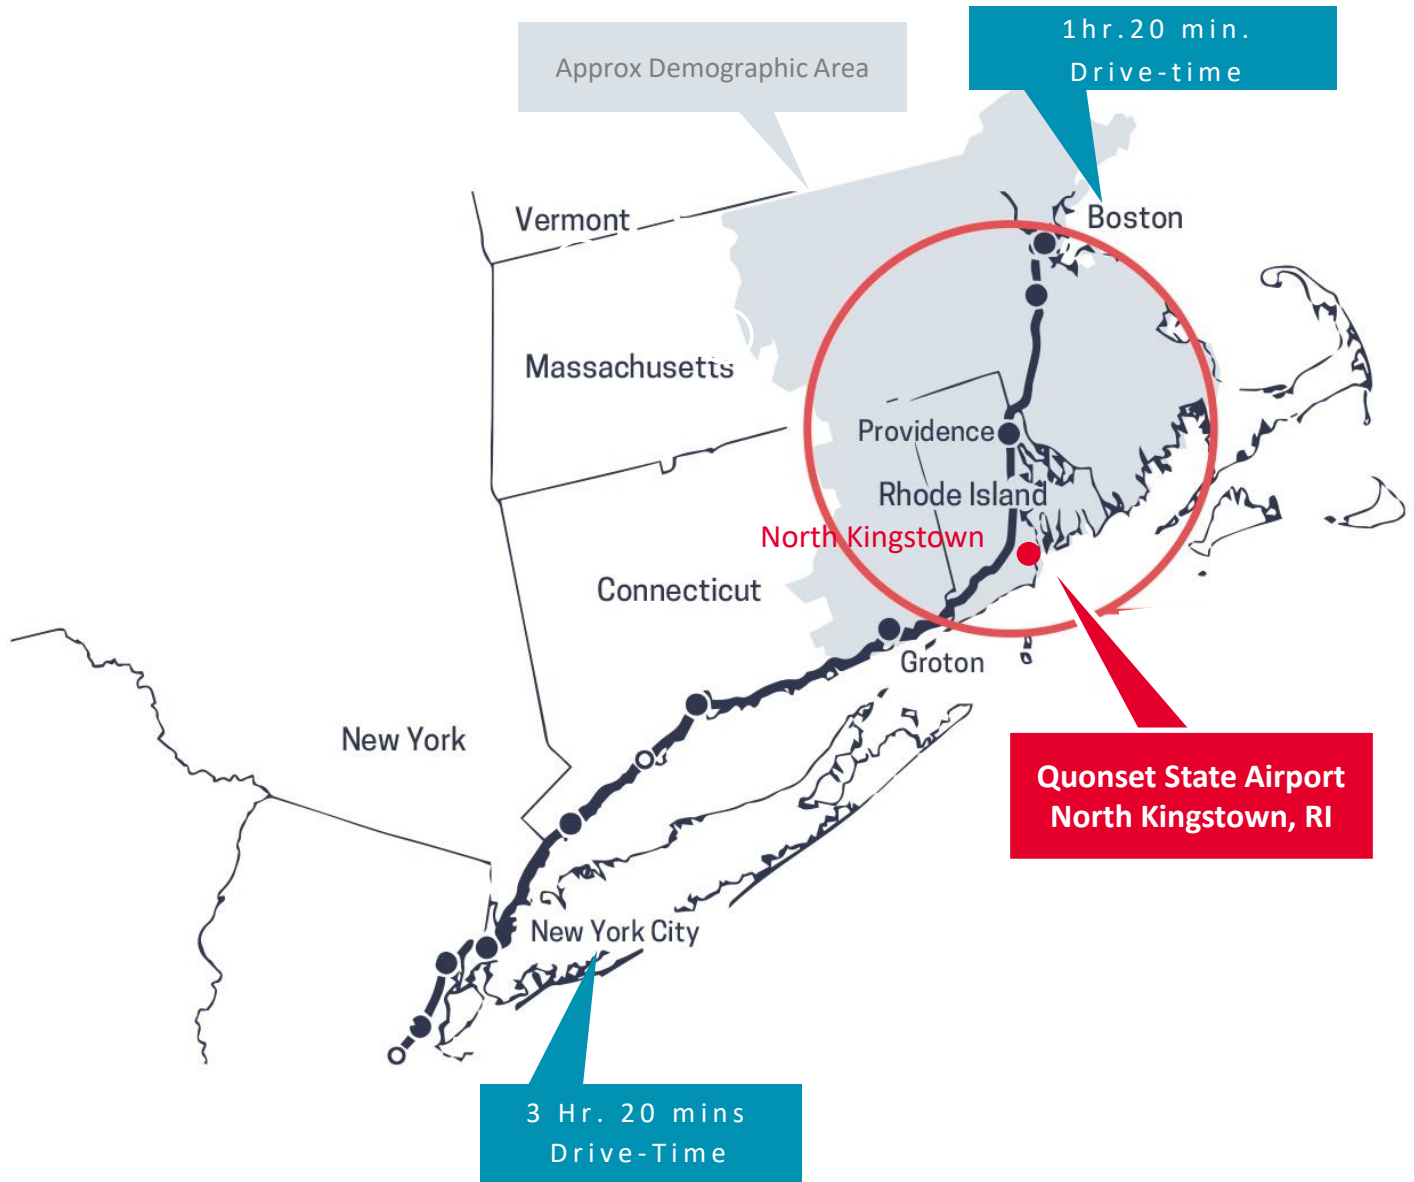 Approx Demographic Area
1hr.20 min.
Drive-time
Vermont
Boston
Massachusetts
Providence
Rhode Island
North Kingstown
Connecticut
Groton
New York
Quonset State Airport
North Kingstown, RI
New York City
3 Hr. 20 mins
Drive-Time